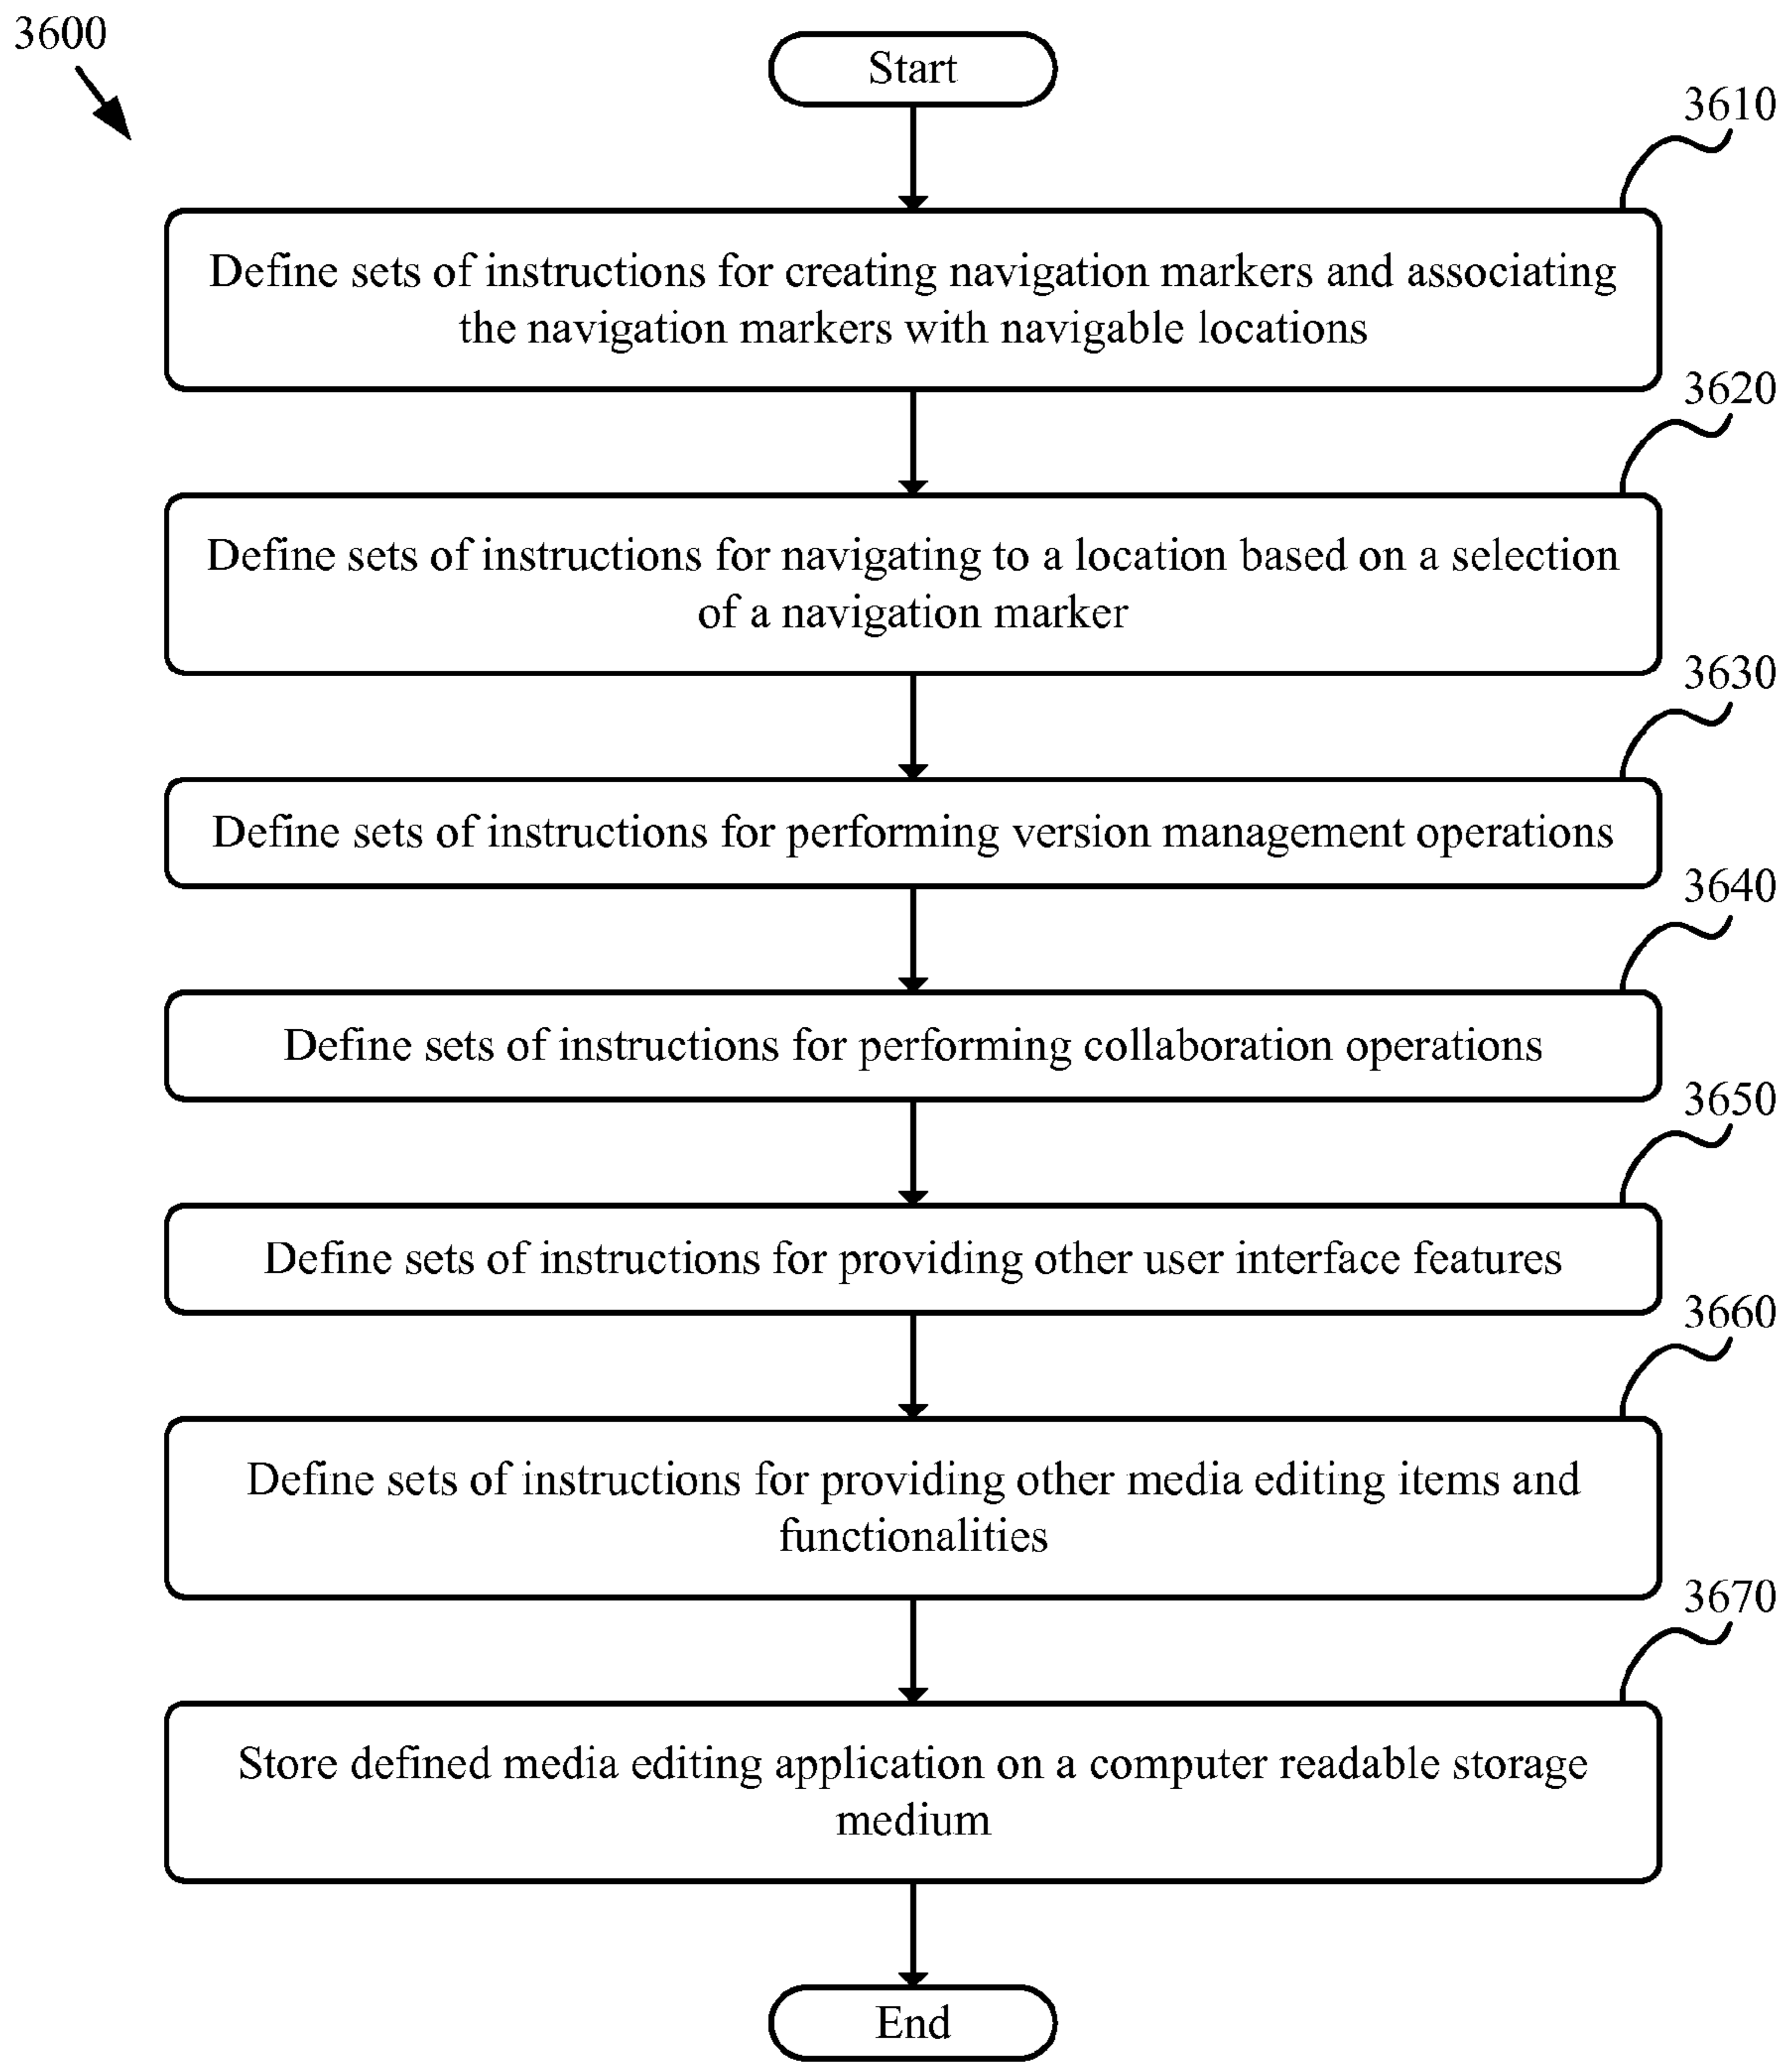 3600
Start
3610
Define sets of instructions for creating navigation markers and associating
the navigation markers with navigable locations
3620
Define sets of instructions for navigating to a location based on a selection
of a navigation marker
3630
Define sets of instructions for performing version management operations
3640
Define sets of instructions for performing collaboration operations
3650
Define sets of instructions for providing other user interface features
3660
Define sets of instructions for providing other media editing items and
functionalities
3670
Store defined media editing application on a computer readable storage
medium
End